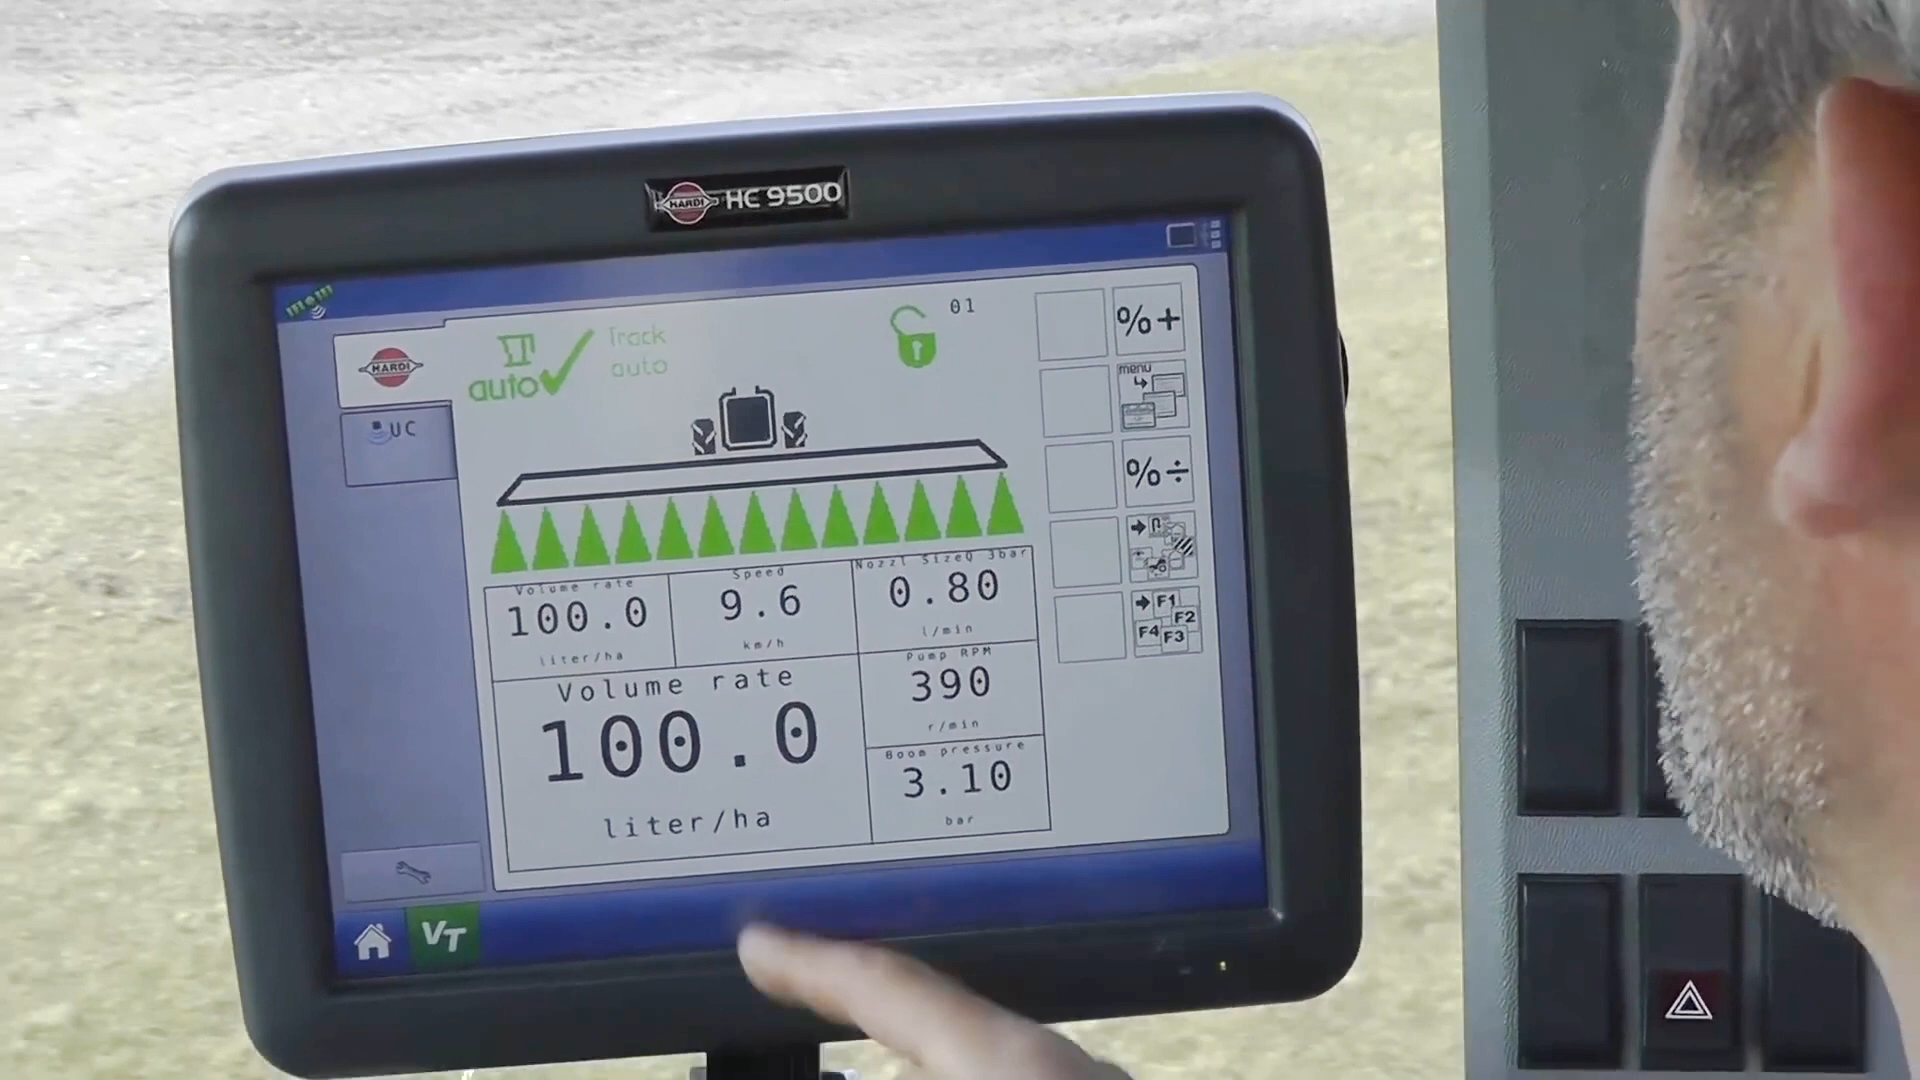 HARDI HC 9500
01
Track
auto
auto
HARDI
UC
%+
menu
%÷
F1
F2
F4 F3
Volume rate
100.0
liter/ha
Speed
9.6
km/h
Nozzl SizeQ 3bar
0.80
l/min
Pump RPM
390
r/min
Volume rate
100.0
liter/ha
Boom pressure
3.10
bar
VT